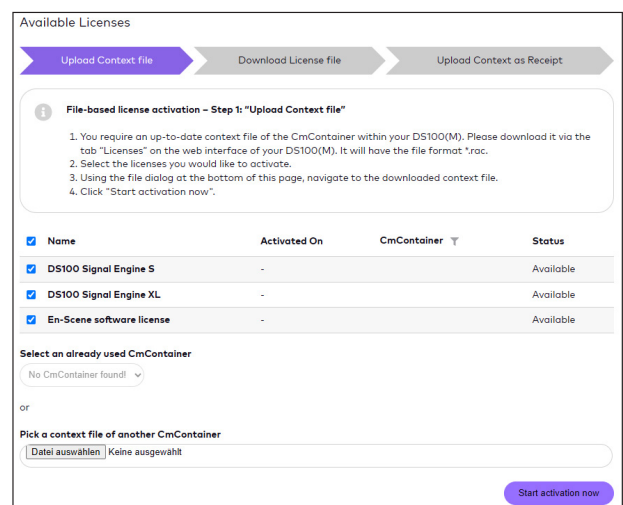 Available Licenses
Upload Context file
Download License file
Upload Context as Receipt
File-based license activation – Step 1: "Upload Context file"
1. You require an up-to-date context file of the CmContainer within your DS100(M). Please download it via the
tab "Licenses" on the web interface of your DS100(M). It will have the file format *.rac.
2. Select the licenses you would like to activate.
3. Using the file dialog at the bottom of this page, navigate to the downloaded context file.
4. Click "Start activation now".
Name Activated On CmContainer Status
DS100 Signal Engine S - Available
DS100 Signal Engine XL - Available
En-Scene software license - Available
Select an already used CmContainer
No CmContainer found!
or
Pick a context file of another CmContainer
Datei auswählen Keine ausgewählt
Start activation now